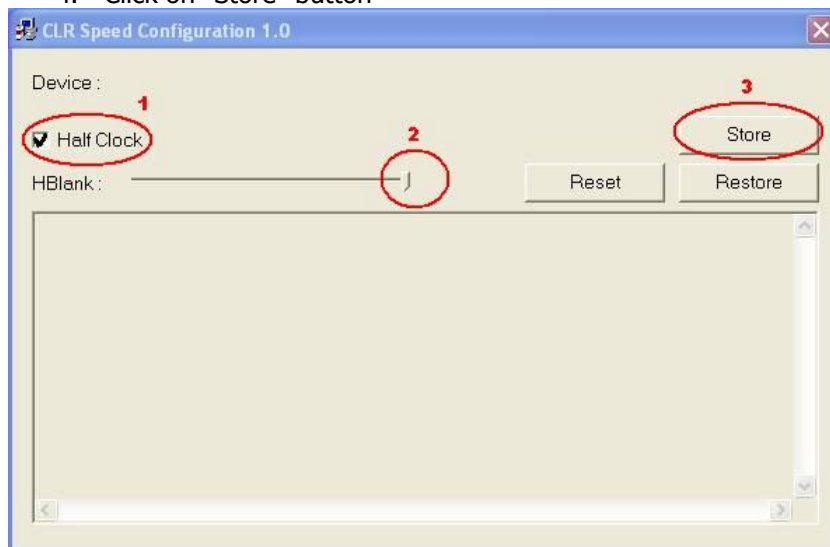 4. Click on "Store" button
CLR Speed Configuration 1.0
Device :
1
3
Half Clock
2
Store
HBlank :
Reset
Restore